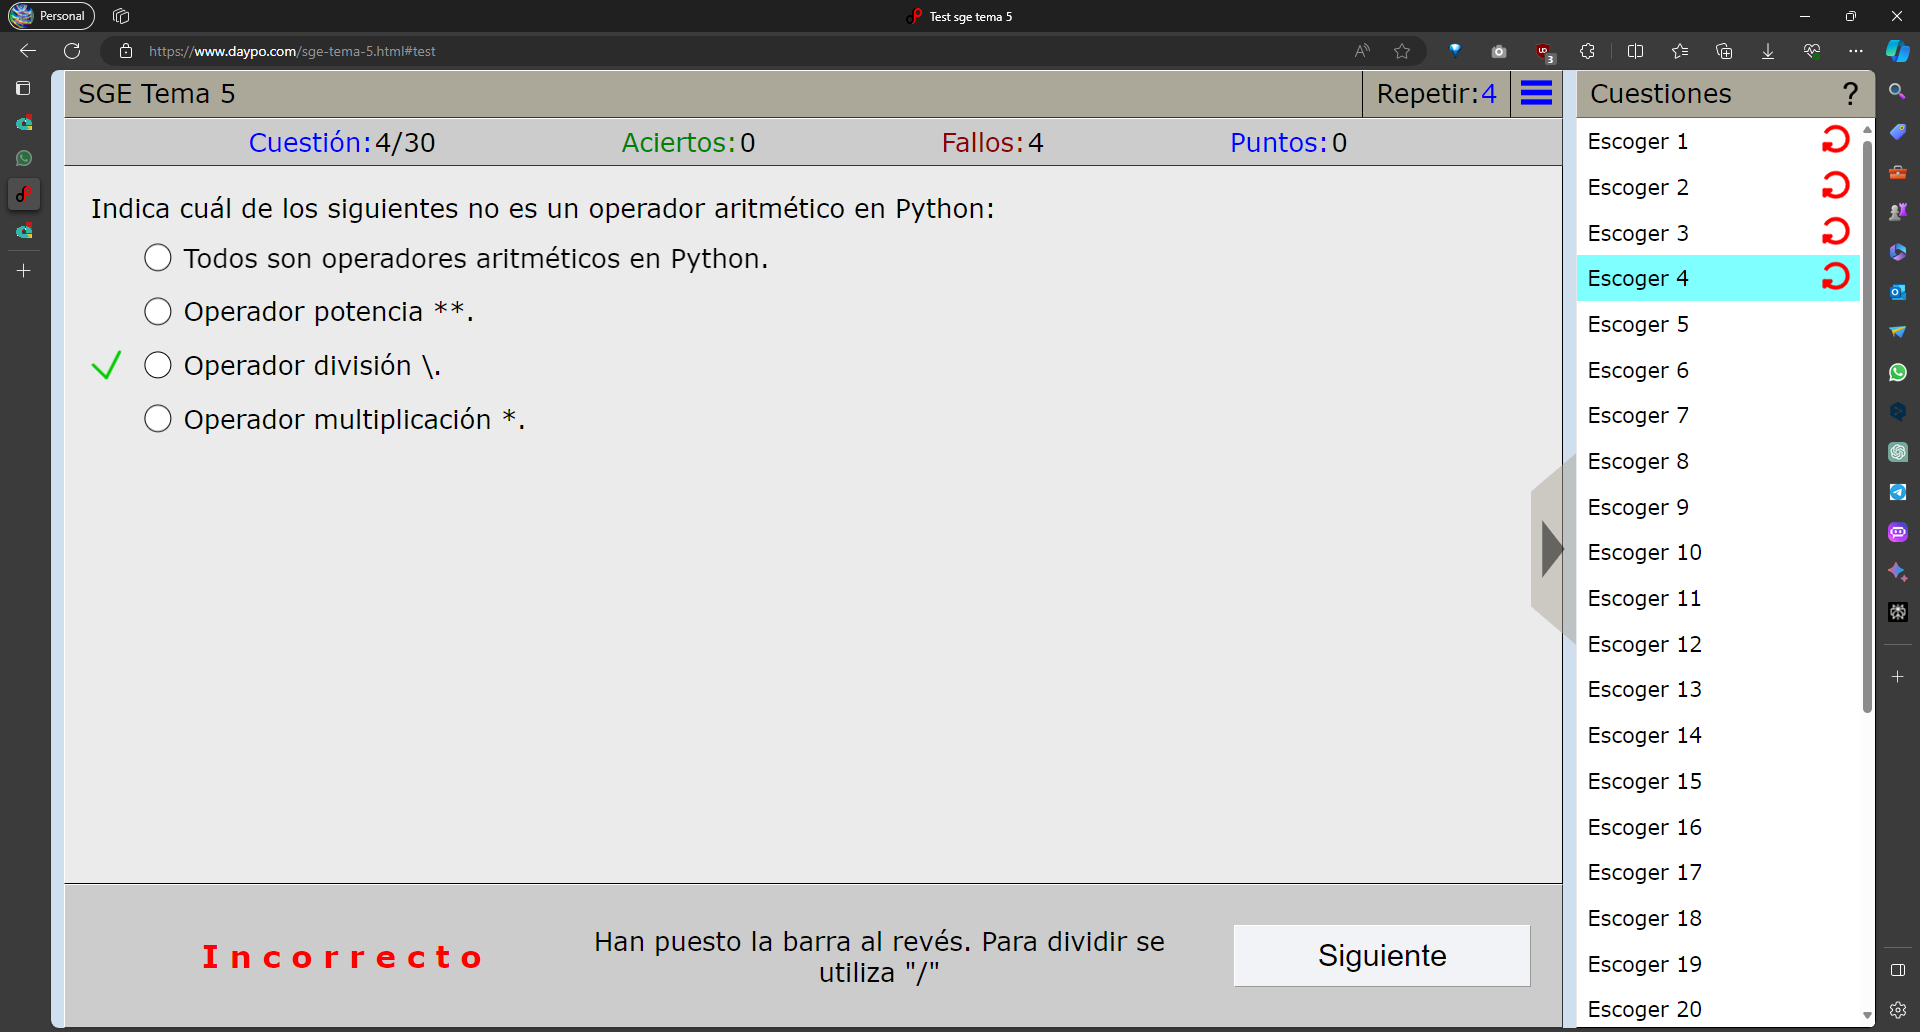 Personal
Test sge tema 5
https://www.daypo.com/sge-tema-5.html#test
3
SGE Tema 5
Repetir:4
Cuestión:4/30
Aciertos:0
Fallos:4
Puntos:0
Indica cuál de los siguientes no es un operador aritmético en Python:
Todos son operadores aritméticos en Python.
Operador potencia **.
Operador división \.
Operador multiplicación *.
Incorrecto
Han puesto la barra al revés. Para dividir se
utiliza "/"
Siguiente
Cuestiones
?
Escoger 1
Escoger 2
Escoger 3
Escoger 4
Escoger 5
Escoger 6
Escoger 7
Escoger 8
Escoger 9
Escoger 10
Escoger 11
Escoger 12
Escoger 13
Escoger 14
Escoger 15
Escoger 16
Escoger 17
Escoger 18
Escoger 19
Escoger 20